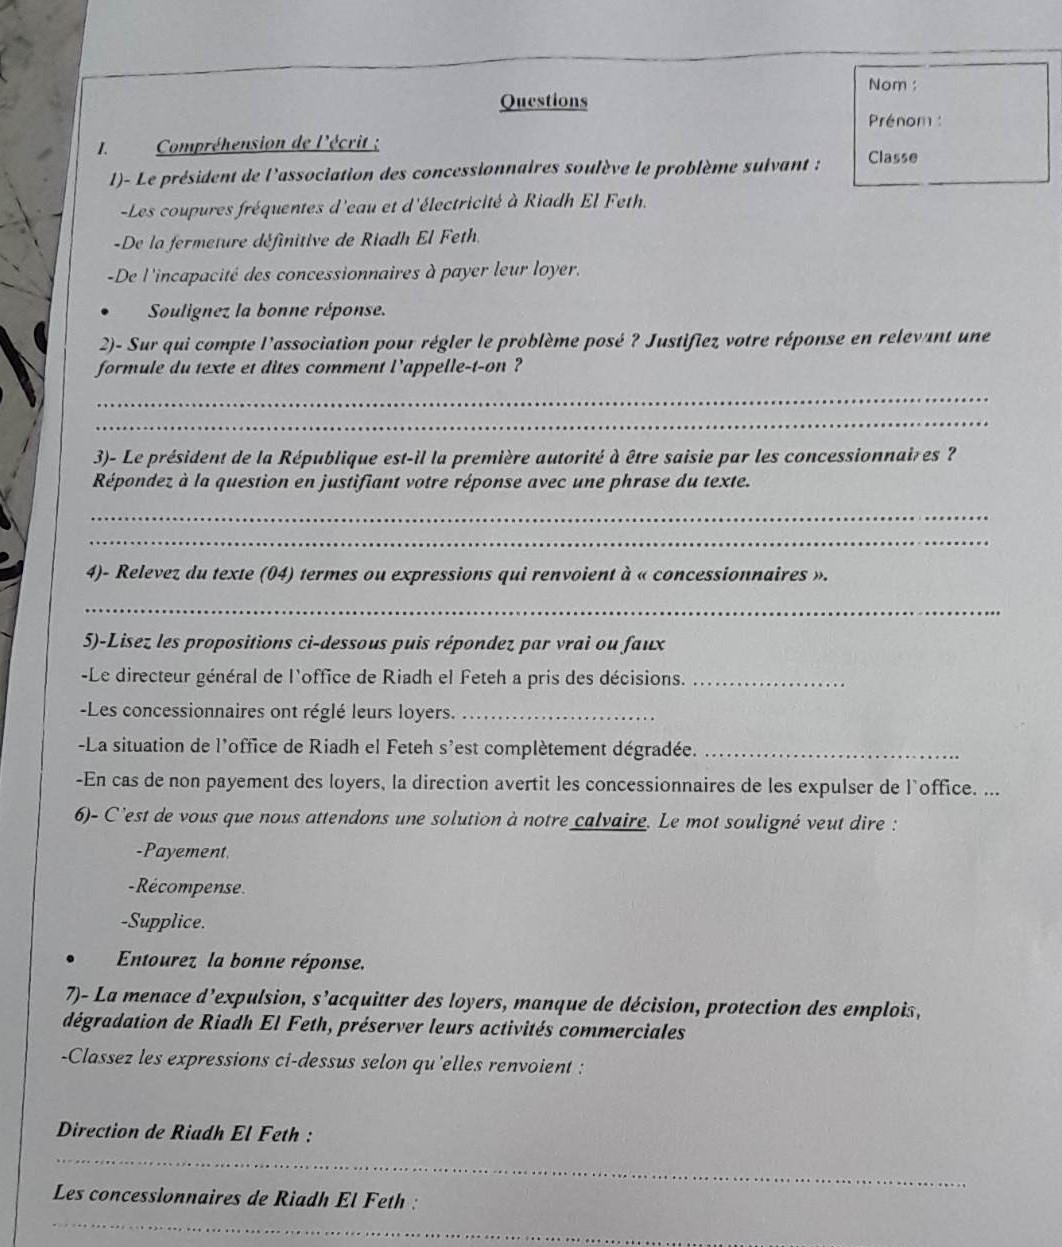 Nom :
Questions
Prénom :
I. Compréhension de l'écrit :
Classe
1)- Le président de l'association des concessionnaires soulève le problème suivant :
-Les coupures fréquentes d'eau et d'électricité à Riadh El Feth.
-De la fermeture définitive de Riadh El Feth.
-De l'incapacité des concessionnaires à payer leur loyer.
• Soulignez la bonne réponse.
2)- Sur qui compte l'association pour régler le problème posé ? Justifiez votre réponse en relevant une
formule du texte et dites comment l'appelle-t-on ?
3)- Le président de la République est-il la première autorité à être saisie par les concessionnaires ?
Répondez à la question en justifiant votre réponse avec une phrase du texte.
4)- Relevez du texte (04) termes ou expressions qui renvoient à « concessionnaires ».
5)-Lisez les propositions ci-dessous puis répondez par vrai ou faux
-Le directeur général de l'office de Riadh el Feteh a pris des décisions. ......................
-Les concessionnaires ont réglé leurs loyers. ............................
-La situation de l'office de Riadh el Feteh s'est complètement dégradée. .....................................
-En cas de non payement des loyers, la direction avertit les concessionnaires de les expulser de l'office. ...
6)- C'est de vous que nous attendons une solution à notre calvaire. Le mot souligné veut dire :
-Payement.
-Récompense.
-Supplice.
• Entourez la bonne réponse.
7)- La menace d'expulsion, s'acquitter des loyers, manque de décision, protection des emplois,
dégradation de Riadh El Feth, préserver leurs activités commerciales
-Classez les expressions ci-dessus selon qu'elles renvoient :
Direction de Riadh El Feth :
Les concessionnaires de Riadh El Feth :